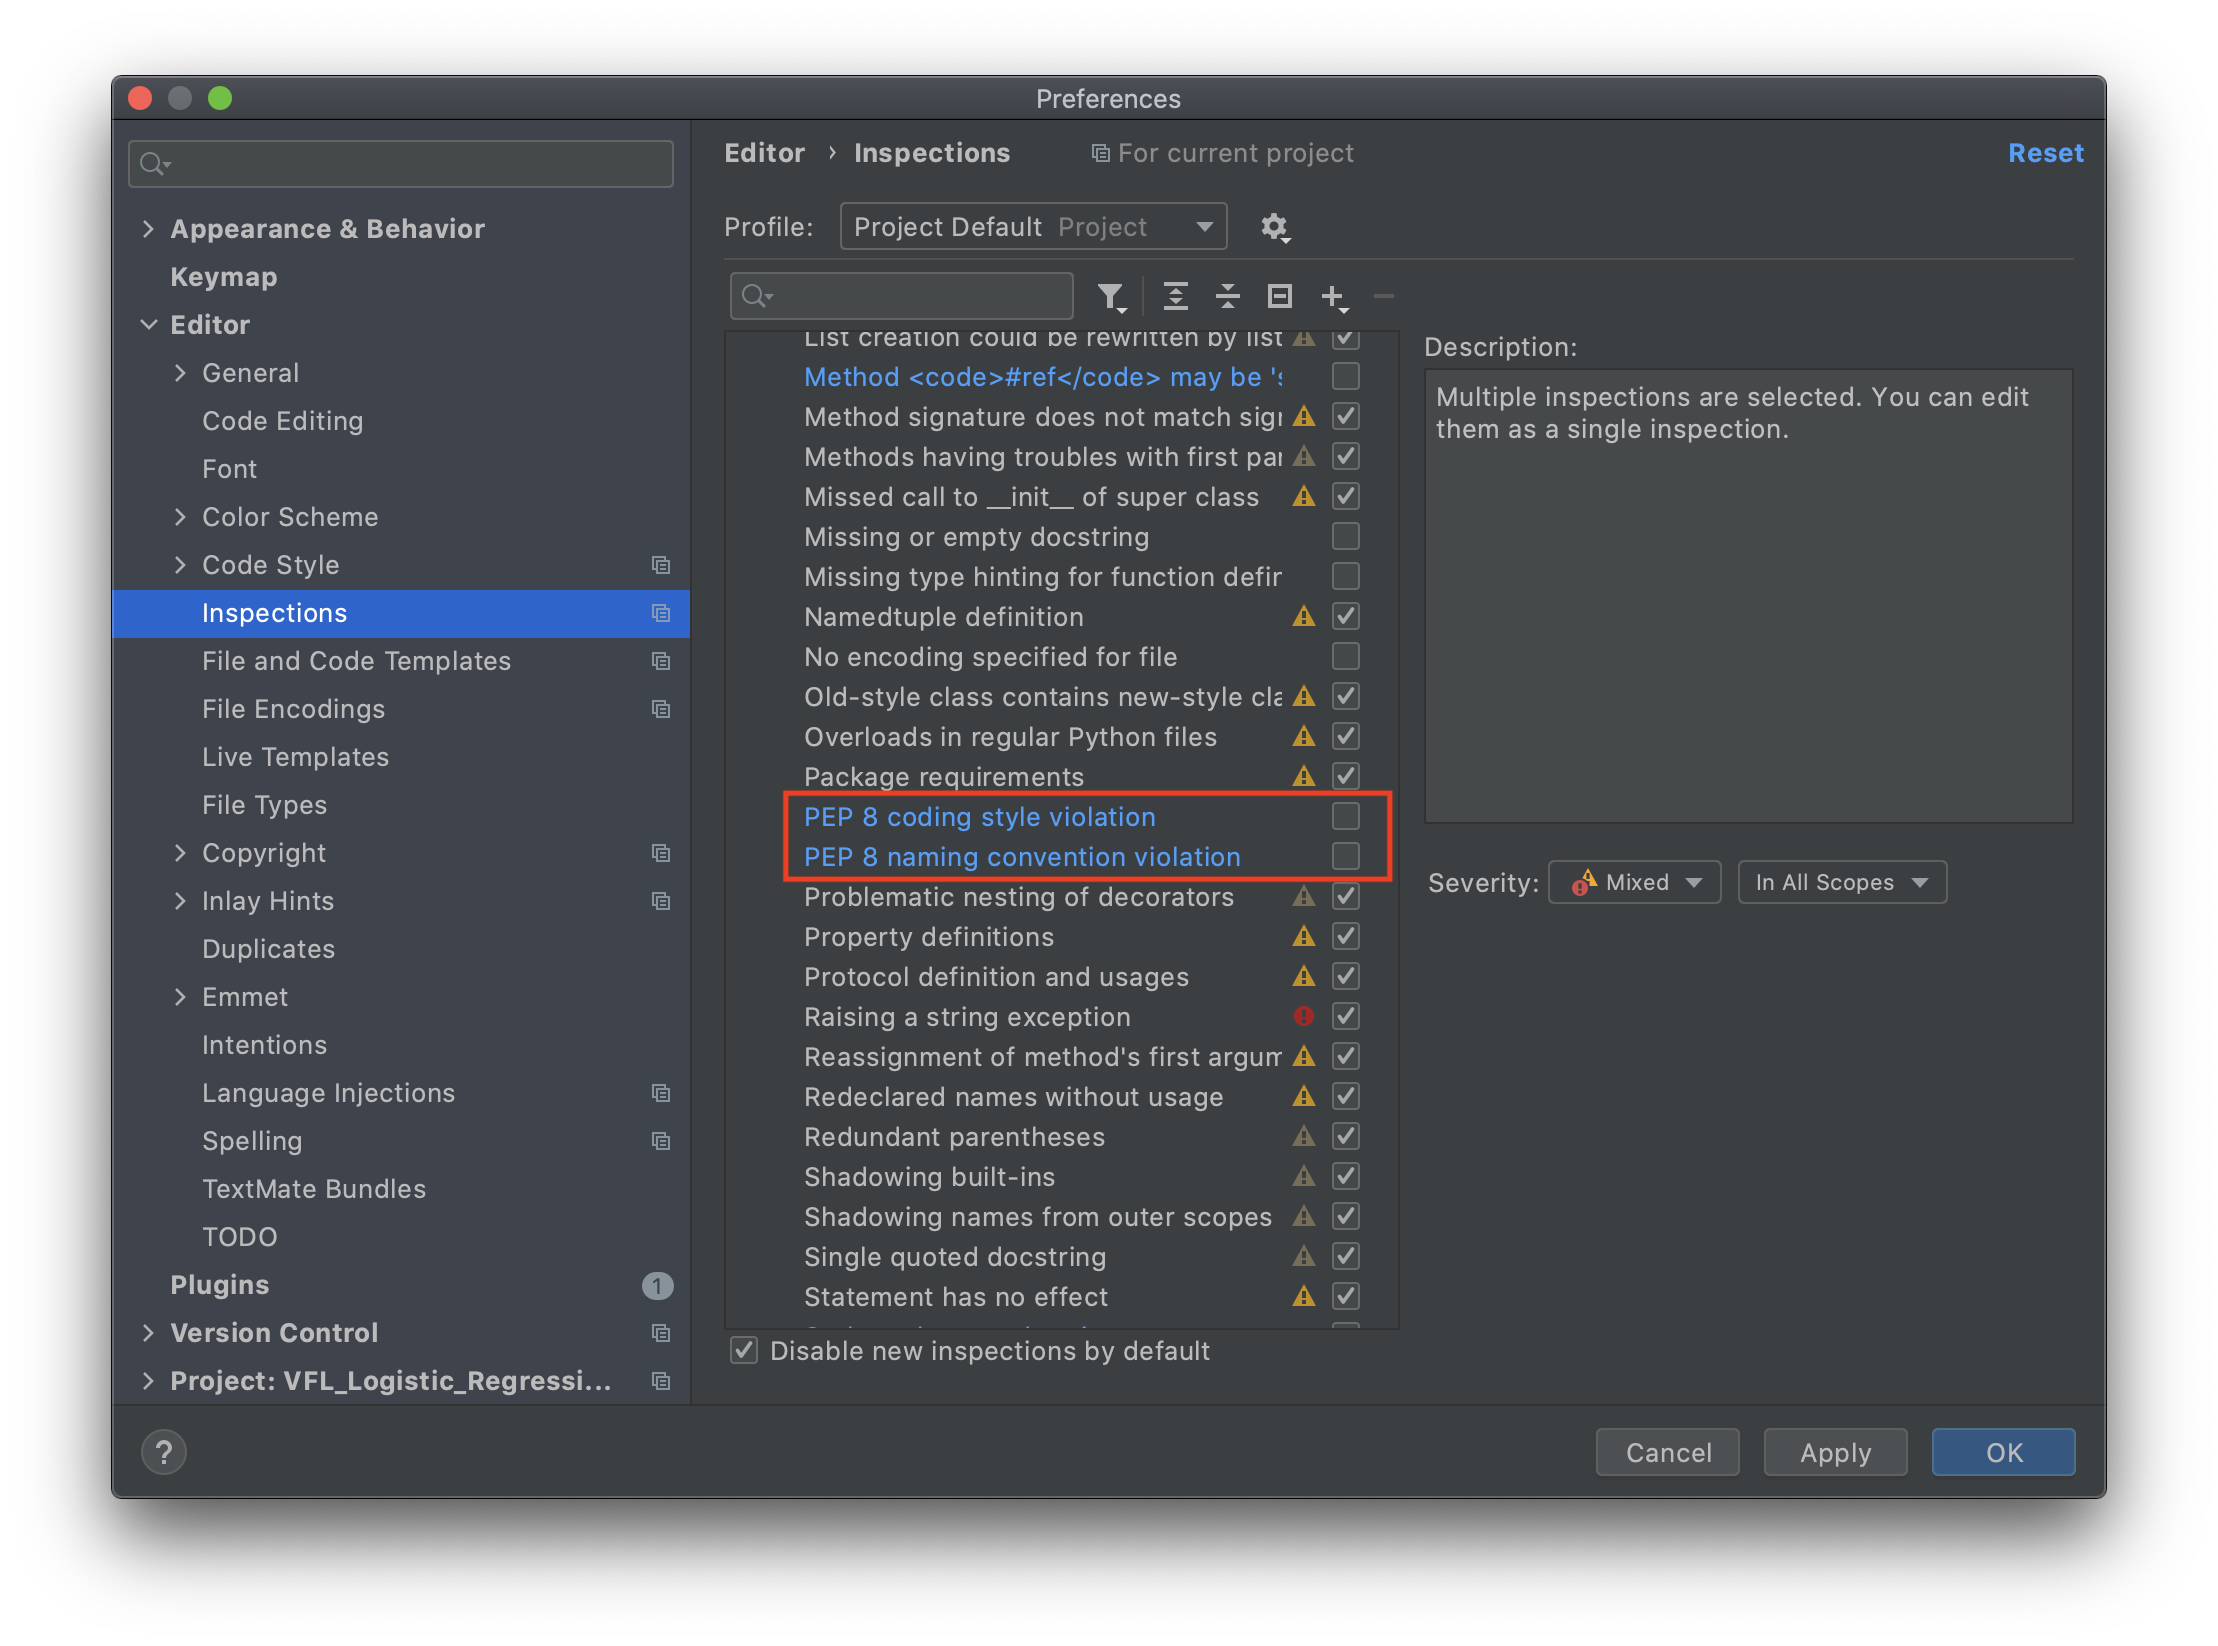 Preferences
Appearance & Behavior
Keymap
Editor
General
Code Editing
Font
Color Scheme
Code Style
Inspections
File and Code Templates
File Encodings
Live Templates
File Types
Copyright
Inlay Hints
Duplicates
Emmet
Intentions
Language Injections
Spelling
TextMate Bundles
TODO
Plugins 1
Version Control
Project: VFL_Logistic_Regressi...
Editor › Inspections For current project Reset
Profile: Project Default Project
List creation could be rewritten by list
Method <code>#ref</code> may be 's
Method signature does not match sign
Methods having troubles with first par
Missed call to __init__ of super class
Missing or empty docstring
Missing type hinting for function defin
Namedtuple definition
No encoding specified for file
Old-style class contains new-style cla
Overloads in regular Python files
Package requirements
PEP 8 coding style violation
PEP 8 naming convention violation
Problematic nesting of decorators
Property definitions
Protocol definition and usages
Raising a string exception
Reassignment of method's first argum
Redeclared names without usage
Redundant parentheses
Shadowing built-ins
Shadowing names from outer scopes
Single quoted docstring
Statement has no effect
Disable new inspections by default
Description:
Multiple inspections are selected. You can edit
them as a single inspection.
Severity: Mixed In All Scopes
? Cancel Apply OK